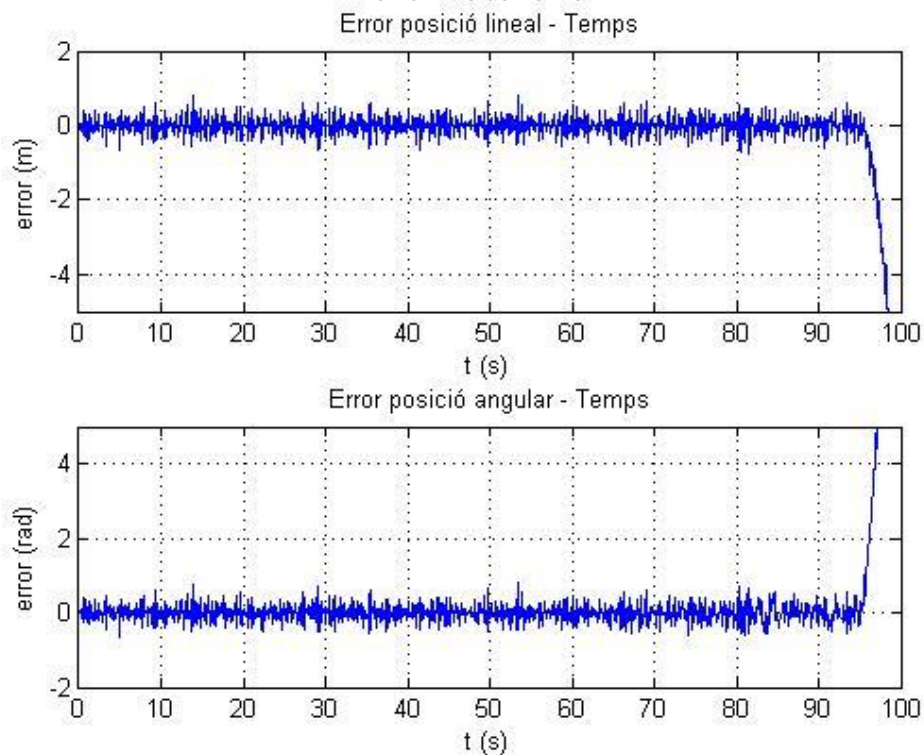 Error posició lineal - Temps
2
0
-2
-4
error (m)
0 10 20 30 40 50 60 70 80 90 100
t (s)
Error posició angular - Temps
4
2
0
-2
error (rad)
0 10 20 30 40 50 60 70 80 90 100
t (s)